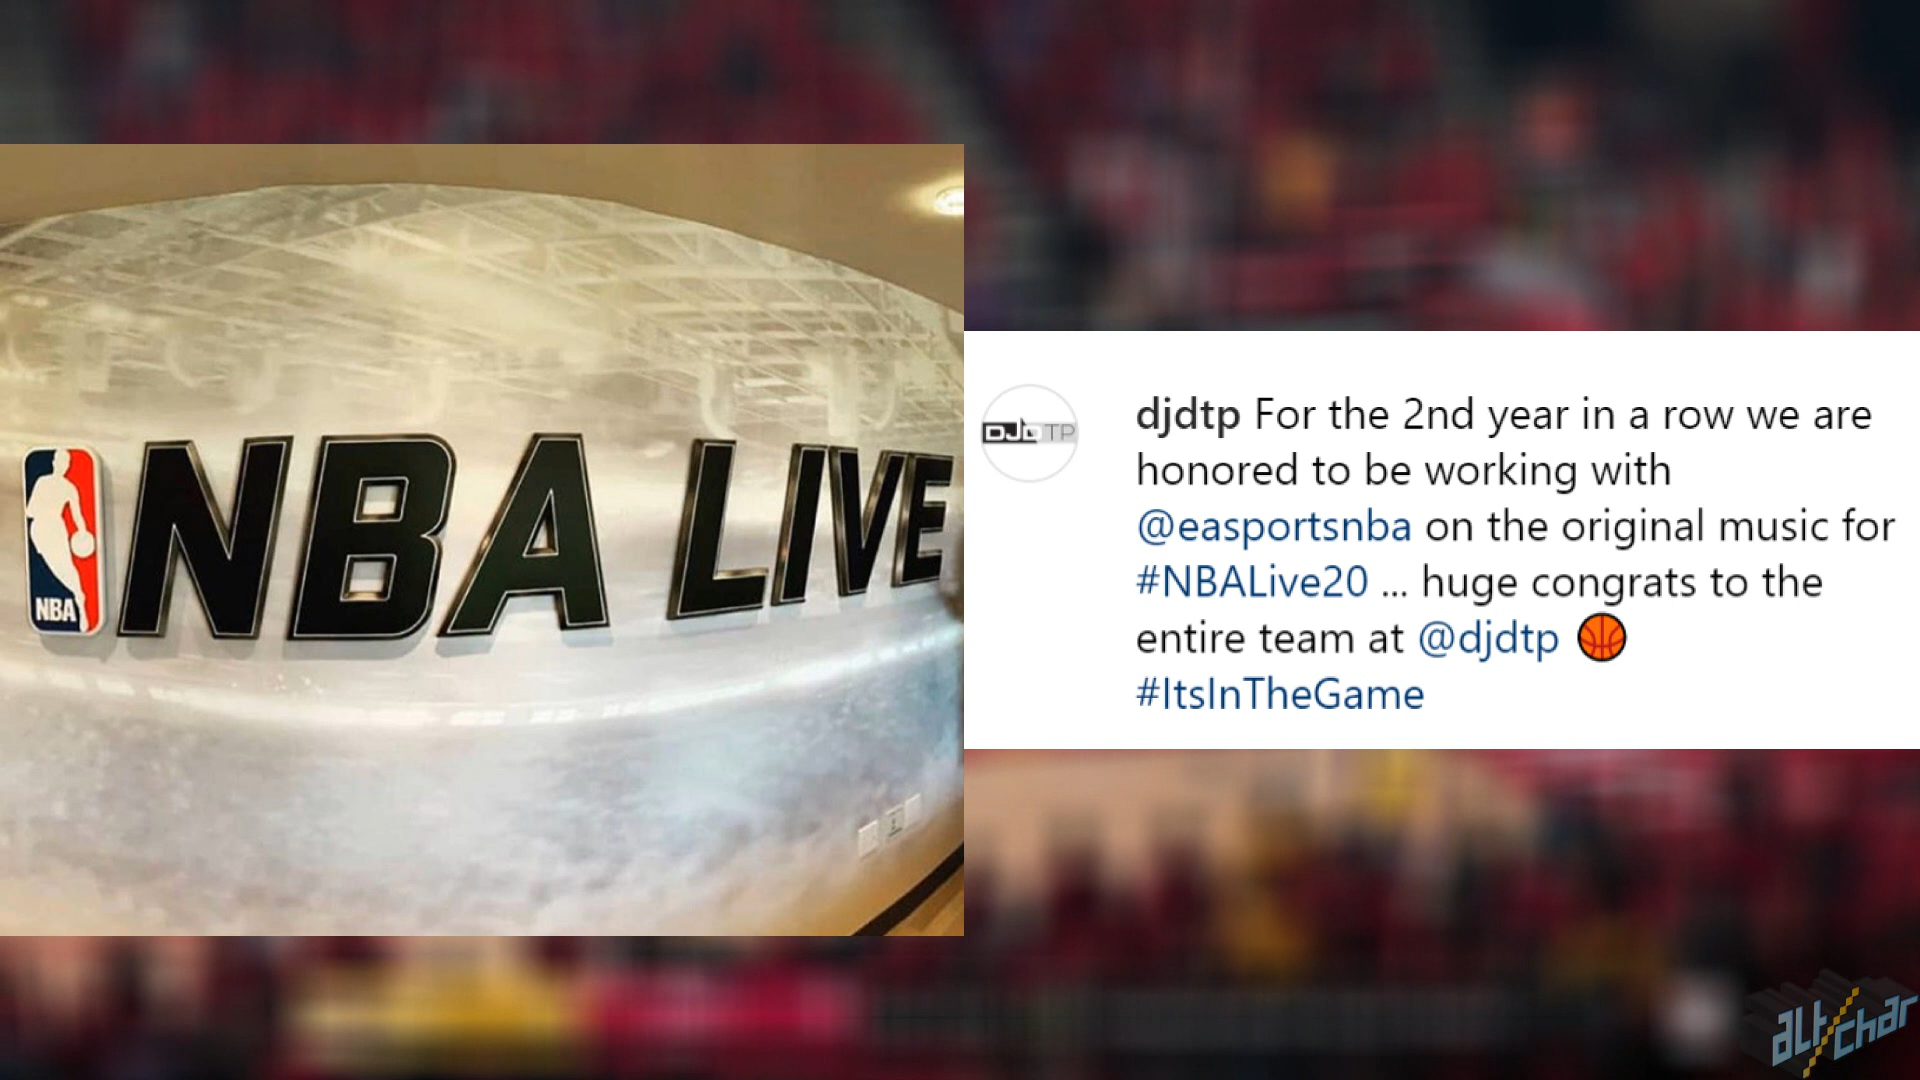 NBA
NBA LIVE
DJDTP
djdtp For the 2nd year in a row we are
honored to be working with
@easportsnba on the original music for
#NBALive20 ... huge congrats to the
entire team at @djdtp 🏀
#ItsInTheGame
alt/char